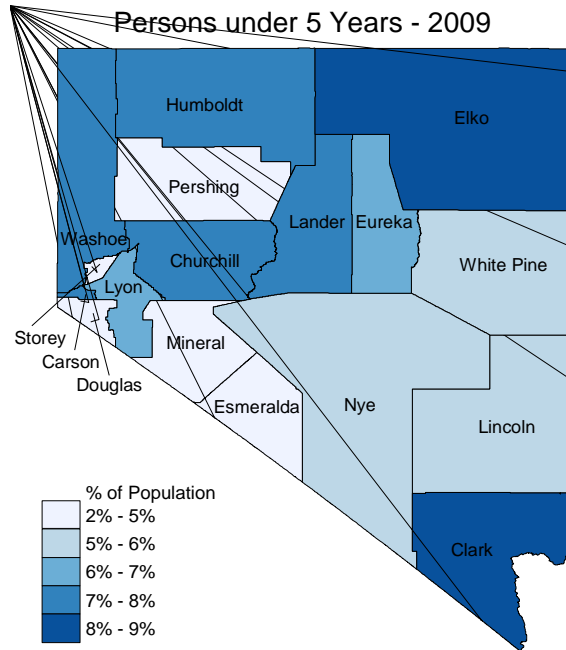 Persons under 5 Years - 2009
Humboldt
Elko
Pershing
Lander
Eureka
Washoe
Churchill
White Pine
Lyon
Storey
Carson
Douglas
Mineral
Esmeralda
Nye
Lincoln
Clark
% of Population
2% - 5%
5% - 6%
6% - 7%
7% - 8%
8% - 9%